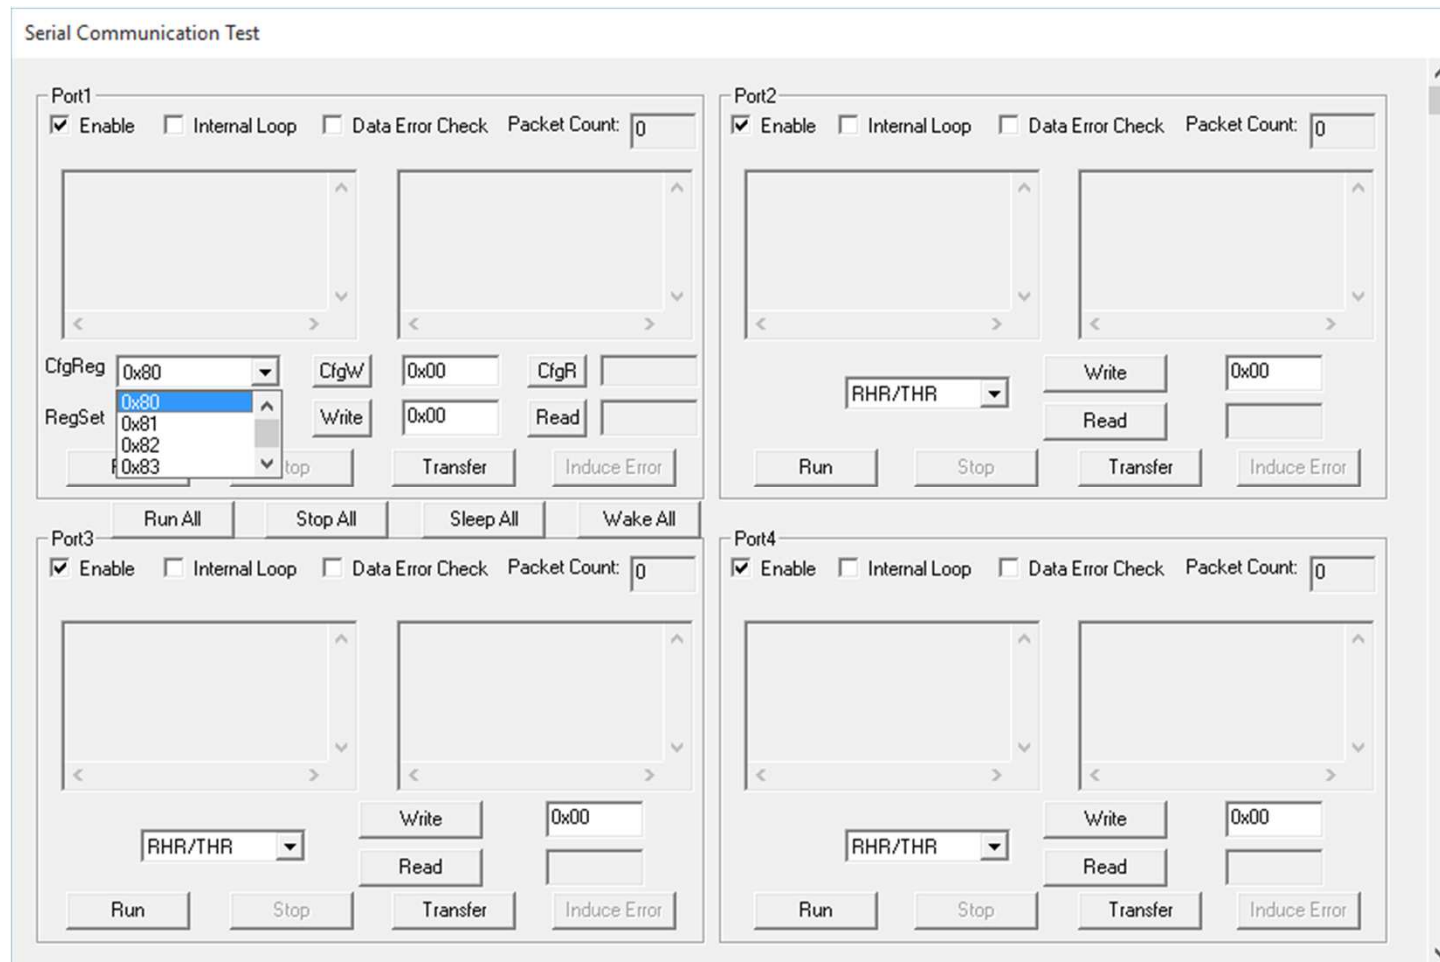 Serial Communication Test
Port1
Enable Internal Loop Data Error Check Packet Count: 0
CfgReg 0x80 CfgW 0x00 CfgR
0x80
0x81
0x82
0x83
RegSet Write 0x00 Read
Transfer Induce Error
Port2
Enable Internal Loop Data Error Check Packet Count: 0
RHR/THR
Write 0x00
Read
Run Stop Transfer Induce Error
Run All Stop All Sleep All Wake All
Port3
Enable Internal Loop Data Error Check Packet Count: 0
RHR/THR
Write 0x00
Read
Run Stop Transfer Induce Error
Port4
Enable Internal Loop Data Error Check Packet Count: 0
RHR/THR
Write 0x00
Read
Run Stop Transfer Induce Error